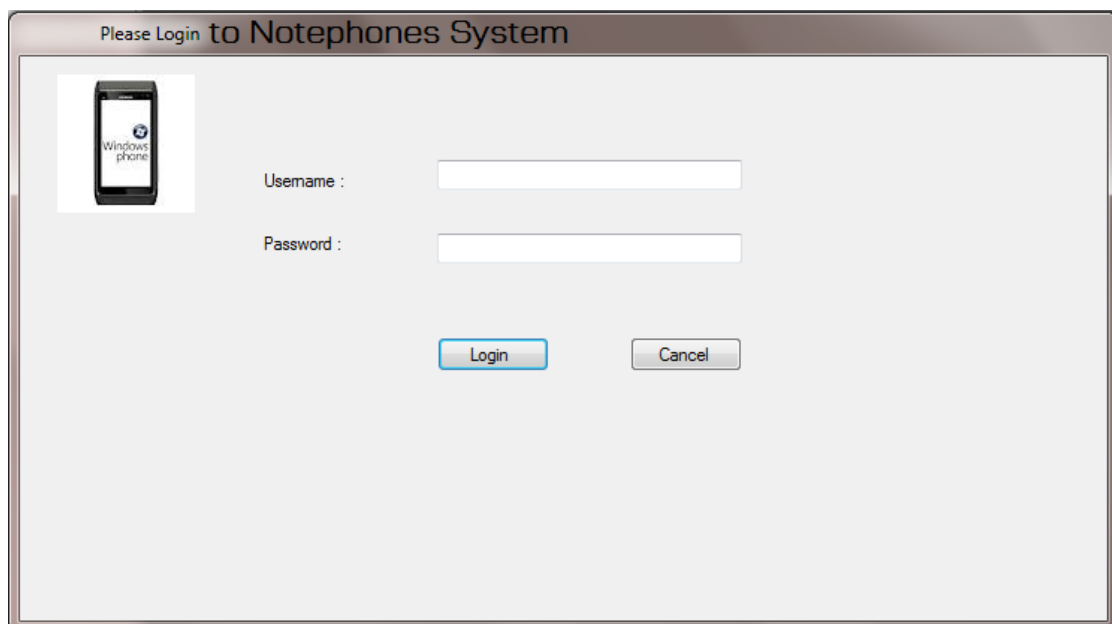 Please Login to Notephones System
Windows
phone
Username :
Password :
Login
Cancel